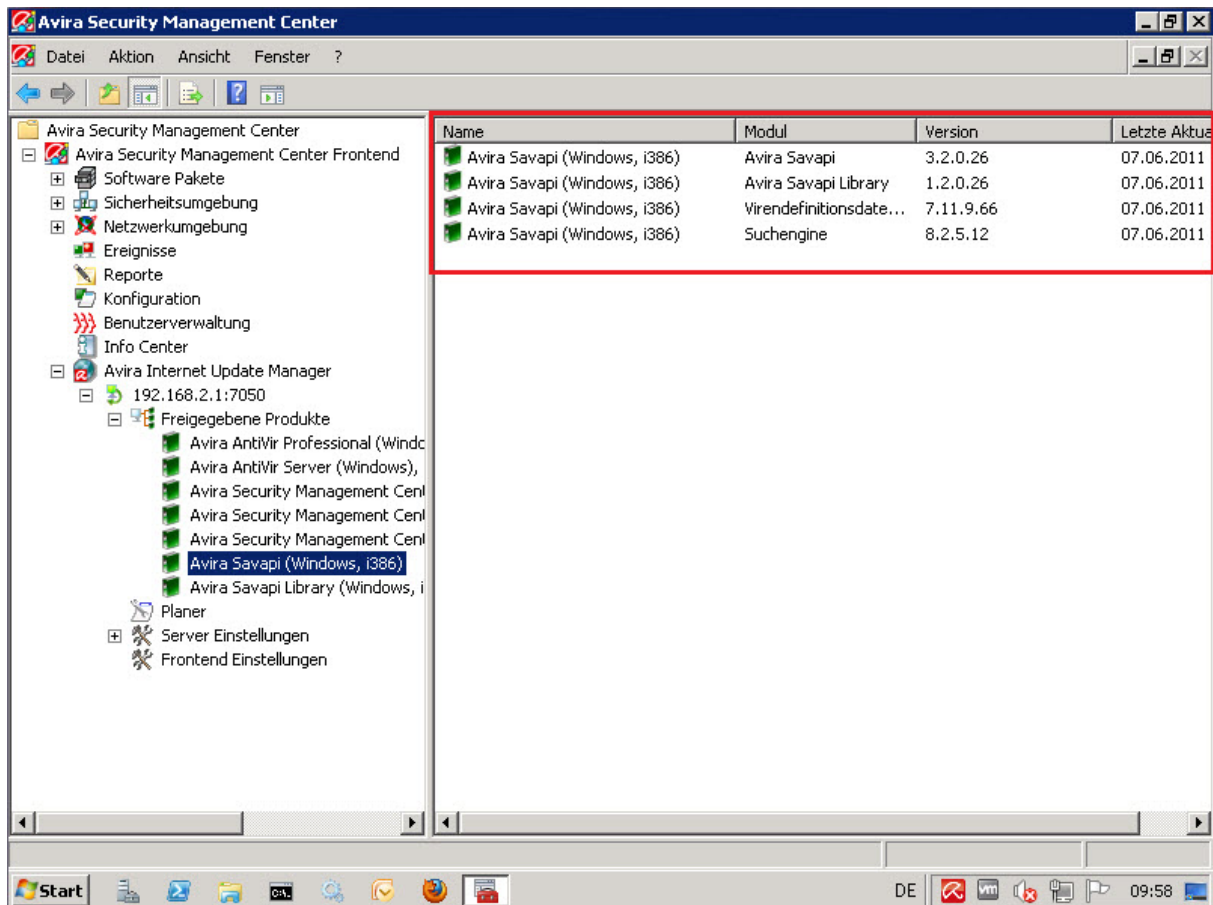 Avira Security Management Center
Datei Aktion Ansicht Fenster ?
Avira Security Management Center
Avira Security Management Center Frontend
Software Pakete
Sicherheitsumgebung
Netzwerkumgebung
Ereignisse
Reporte
Konfiguration
Benutzerverwaltung
Info Center
Avira Internet Update Manager
192.168.2.1:7050
Freigegebene Produkte
Avira AntiVir Professional (Windo
Avira AntiVir Server (Windows),
Avira Security Management Cent
Avira Security Management Cent
Avira Security Management Cent
Avira Savapi (Windows, i386)
Avira Savapi Library (Windows, i
Planer
Server Einstellungen
Frontend Einstellungen
Name Modul Version Letzte Aktua
Avira Savapi (Windows, i386) Avira Savapi 3.2.0.26 07.06.2011
Avira Savapi (Windows, i386) Avira Savapi Library 1.2.0.26 07.06.2011
Avira Savapi (Windows, i386) Virendefinitionsdate... 7.11.9.66 07.06.2011
Avira Savapi (Windows, i386) Suchengine 8.2.5.12 07.06.2011
Start DE 09:58